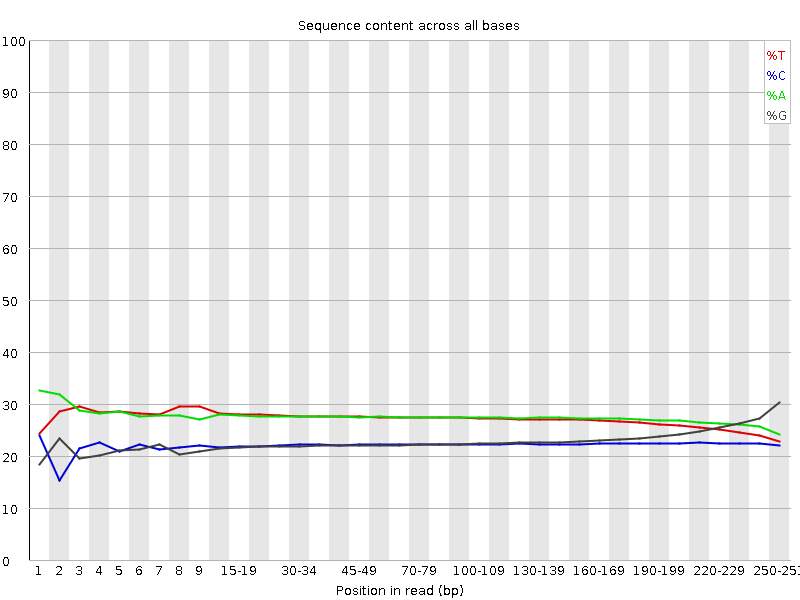 Sequence content across all bases
100
90
80
70
60
50
40
30
20
10
0
%T
%C
%A
%G
1 2 3 4 5 6 7 8 9 15-19 30-34 45-49 70-79 100-109 130-139 160-169 190-199 220-229 250-251
Position in read (bp)